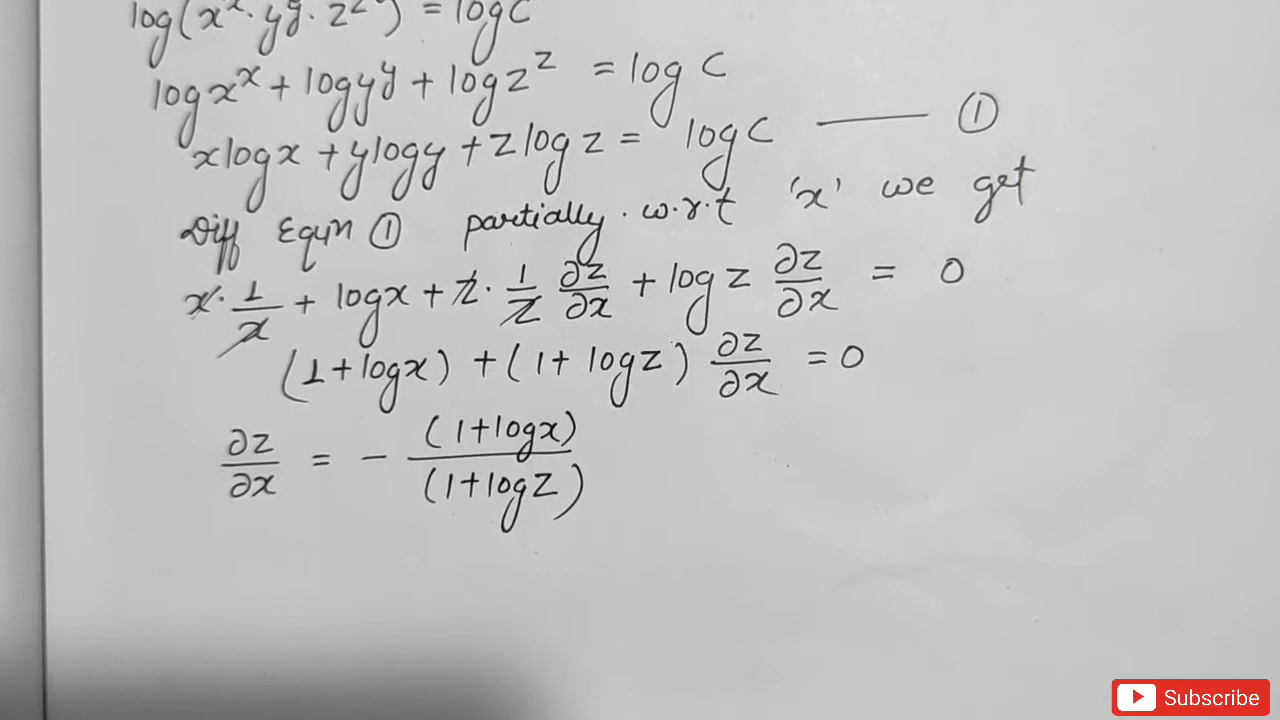 log(x^x · y^y · z^z) = log C
log x^x + log y^y + log z^z = log C
x log x + y log y + z log z = log C —— ①
Diff Eqn ① partially. w.r.t 'x' we get
x · 1/x + log x + z · 1/z ∂z/∂x + log z ∂z/∂x = 0
(1 + log x) + (1 + log z) ∂z/∂x = 0
∂z/∂x = - (1 + log x)/(1 + log z)
Subscribe